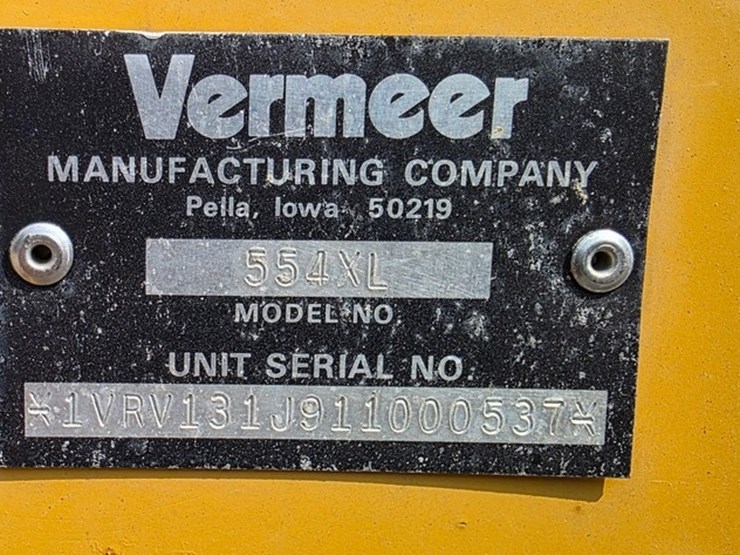 Vermeer
MANUFACTURING COMPANY
Pella, Iowa 50219
554XL
MODEL NO.
UNIT SERIAL NO.
*1VRV131J911000537*